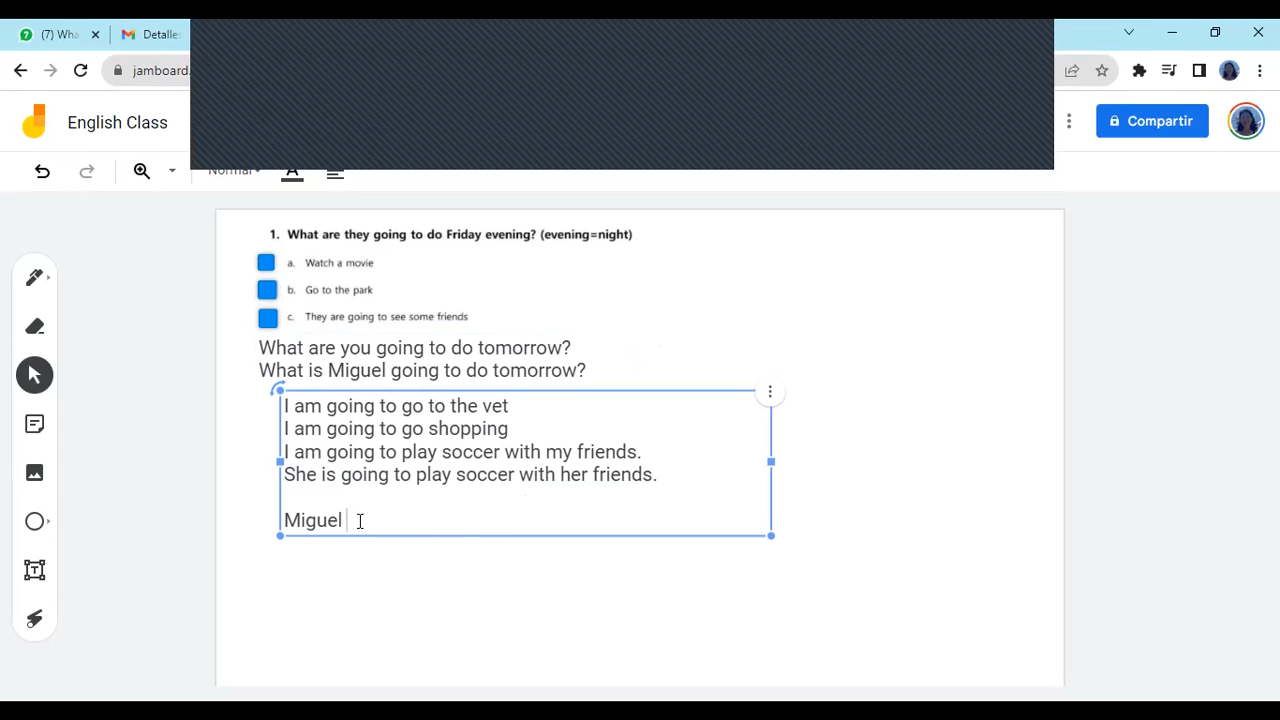 (7) Wha
Detalles
jamboard.
English Class
Compartir
Normal
1. What are they going to do Friday evening? (evening=night)
a. Watch a movie
b. Go to the park
c. They are going to see some friends
What are you going to do tomorrow?
What is Miguel going to do tomorrow?
I am going to go to the vet
I am going to go shopping
I am going to play soccer with my friends.
She is going to play soccer with her friends.
Miguel